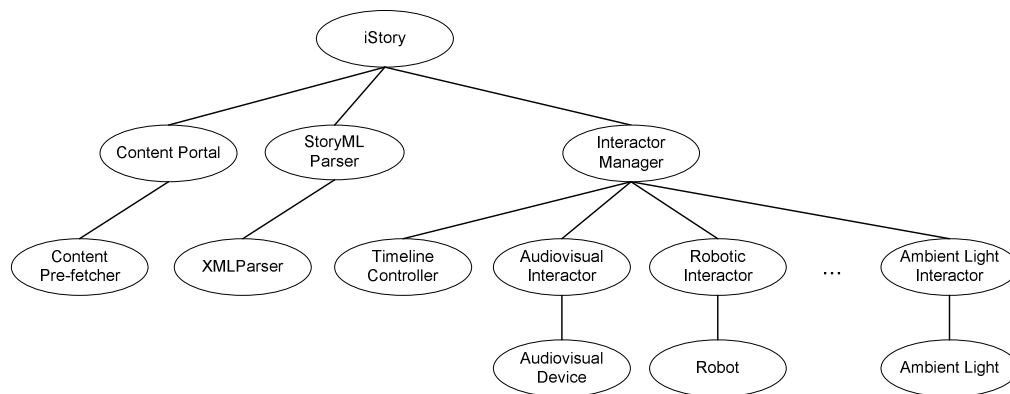 iStory
Content Portal
StoryML
Parser
Interactor
Manager
Content
Pre-fetcher
XMLParser
Timeline
Controller
Audiovisual
Interactor
Robotic
Interactor
...
Ambient Light
Interactor
Audiovisual
Device
Robot
Ambient Light